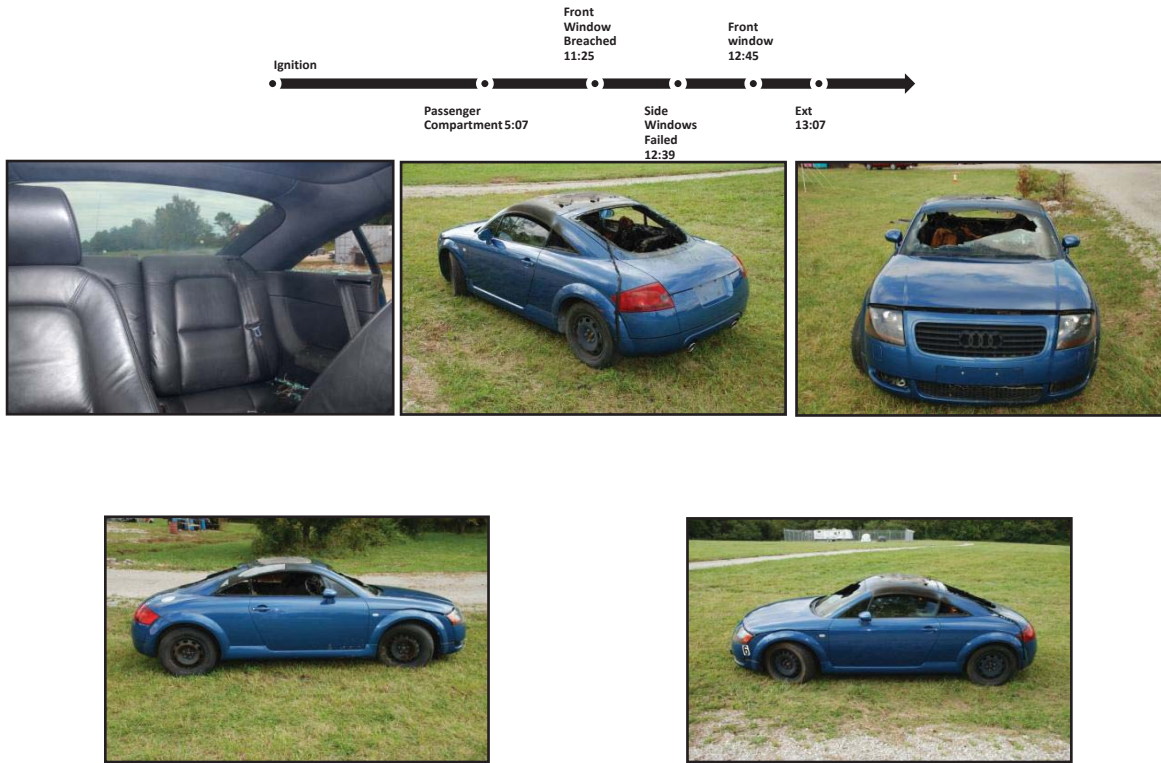 Front
Window
Breached
11:25
Front
window
12:45
Ignition
Passenger
Compartment 5:07
Side
Windows
Failed
12:39
Ext
13:07
5